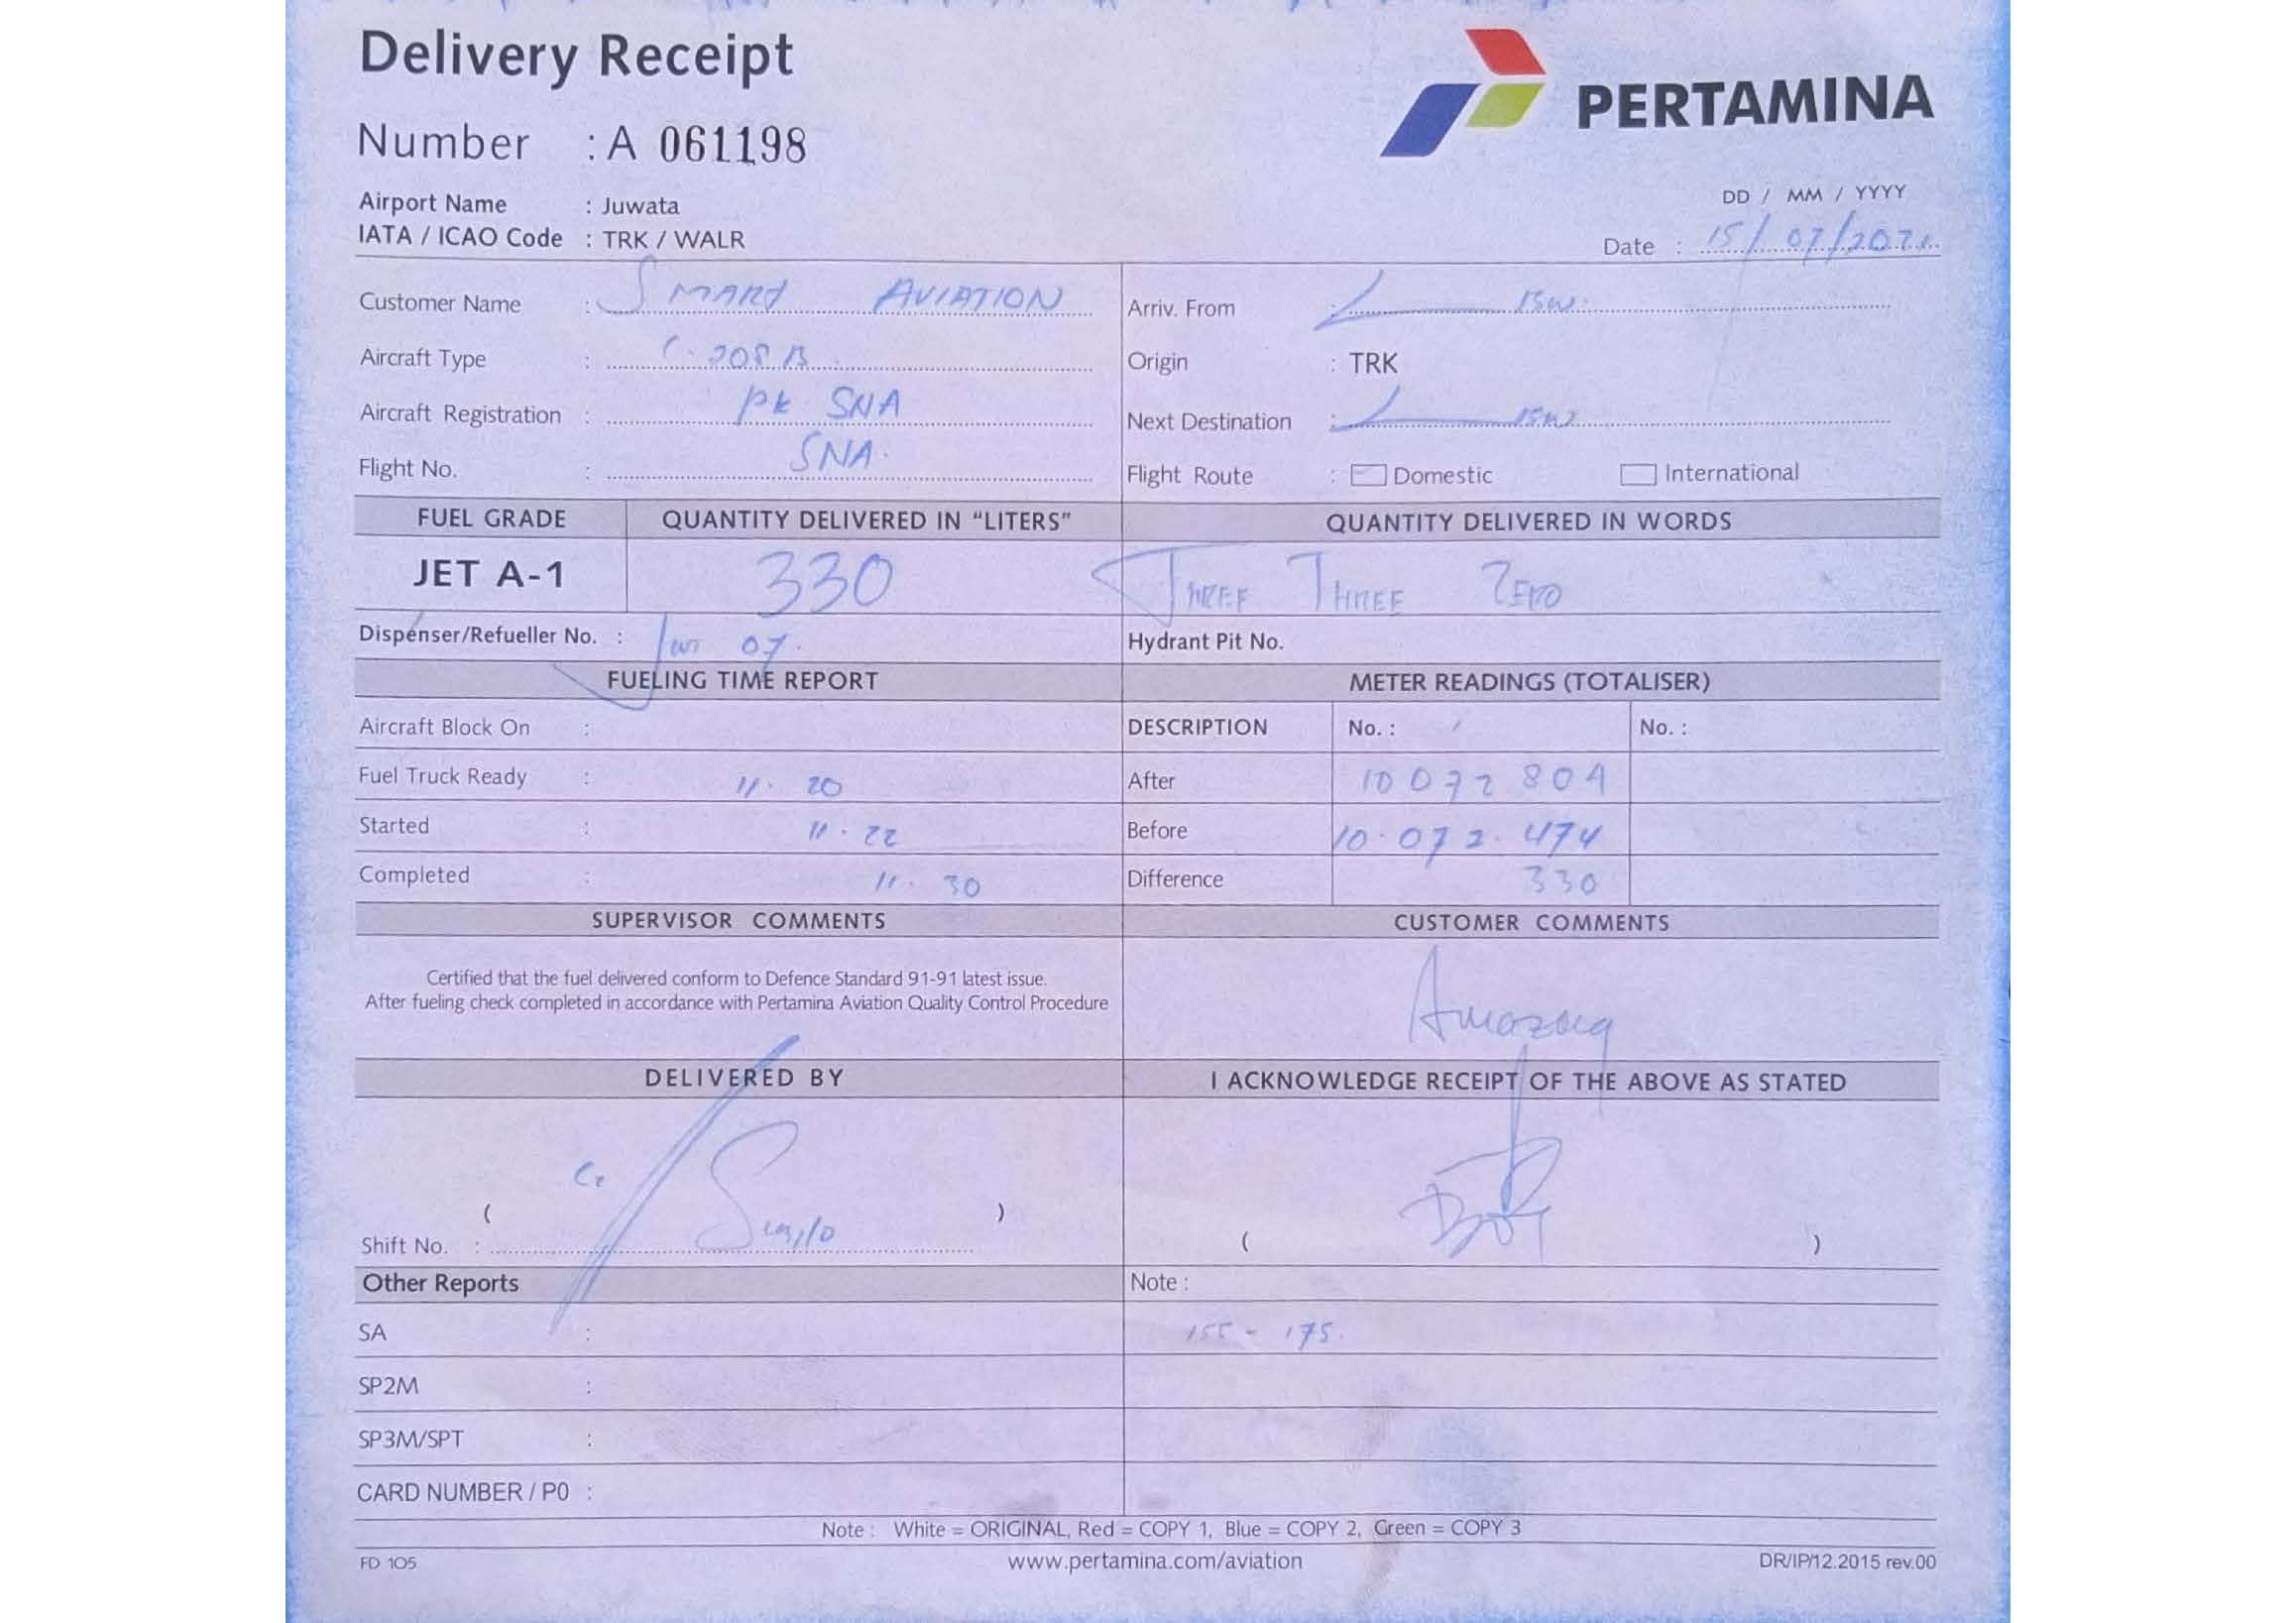 Delivery Receipt
PERTAMINA
Number : A 061198
Airport Name : Juwata
IATA / ICAO Code : TRK / WALR
DD / MM / YYYY
Date : 15/07/2021
Customer Name : SMART AVIATION
Arriv. From :
Aircraft Type : C 208 B
Origin : TRK
Aircraft Registration : PK SNA
Next Destination :
Flight No. : SNA
Flight Route : Domestic International
FUEL GRADE QUANTITY DELIVERED IN “LITERS” QUANTITY DELIVERED IN WORDS
JET A-1 330 THREE THREE ZERO
Dispenser/Refueller No. : 07
Hydrant Pit No.
FUELING TIME REPORT METER READINGS (TOTALISER)
Aircraft Block On :
DESCRIPTION No. : No. :
Fuel Truck Ready : 11. 20
After 10 072 804
Started : 11. 22
Before 10.072.474
Completed : 11. 30
Difference 330
SUPERVISOR COMMENTS CUSTOMER COMMENTS
Certified that the fuel delivered conform to Defence Standard 91-91 latest issue.
After fueling check completed in accordance with Pertamina Aviation Quality Control Procedure
DELIVERED BY I ACKNOWLEDGE RECEIPT OF THE ABOVE AS STATED
( )
Shift No. :
( )
Other Reports Note :
SA : 155 - 175.
SP2M :
SP3M/SPT :
CARD NUMBER / P0 :
Note : White = ORIGINAL, Red = COPY 1, Blue = COPY 2, Green = COPY 3
FD 105 www.pertamina.com/aviation DR/IP/12.2015 rev.00